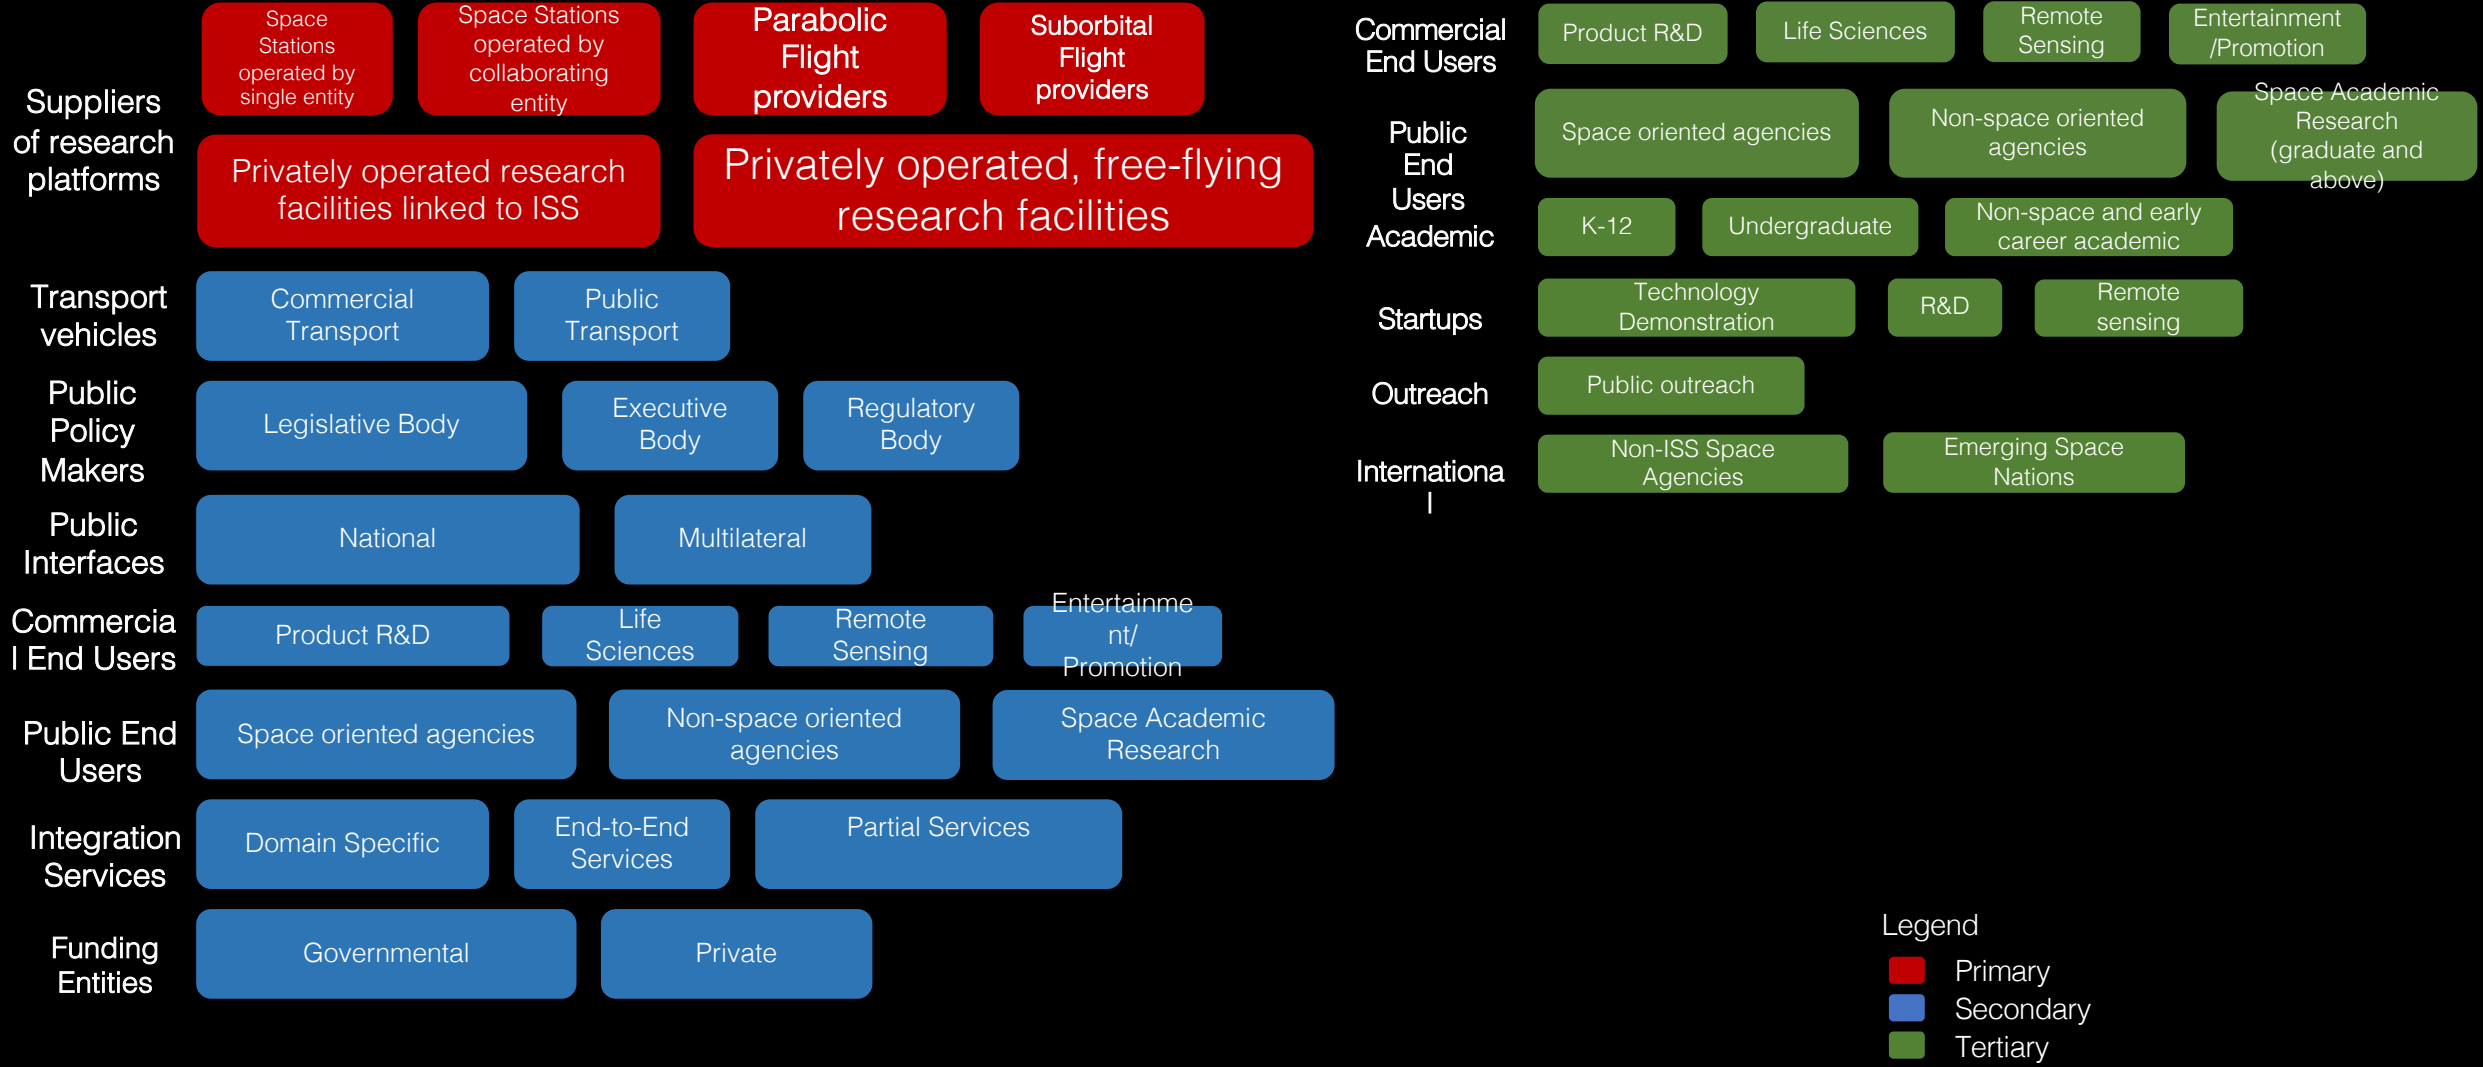 Suppliers
of research
platforms
Space
Stations
operated by
single entity
Space Stations
operated by
collaborating
entity
Parabolic
Flight
providers
Suborbital
Flight
providers
Privately operated research
facilities linked to ISS
Privately operated, free-flying
research facilities
Transport
vehicles
Commercial
Transport
Public
Transport
Public
Policy
Makers
Legislative Body
Executive
Body
Regulatory
Body
Public
Interfaces
National
Multilateral
Commercia
l End Users
Product R&D
Life
Sciences
Remote
Sensing
Entertainme
nt/
Promotion
Public End
Users
Space oriented agencies
Non-space oriented
agencies
Space Academic
Research
Integration
Services
Domain Specific
End-to-End
Services
Partial Services
Funding
Entities
Governmental
Private
Commercial
End Users
Product R&D
Life Sciences
Remote
Sensing
Entertainment
/Promotion
Public
End
Users
Space oriented agencies
Non-space oriented
agencies
Space Academic
Research
(graduate and
above)
Academic
K-12
Undergraduate
Non-space and early
career academic
Startups
Technology
Demonstration
R&D
Remote
sensing
Outreach
Public outreach
Internationa
l
Non-ISS Space
Agencies
Emerging Space
Nations
Legend
Primary
Secondary
Tertiary